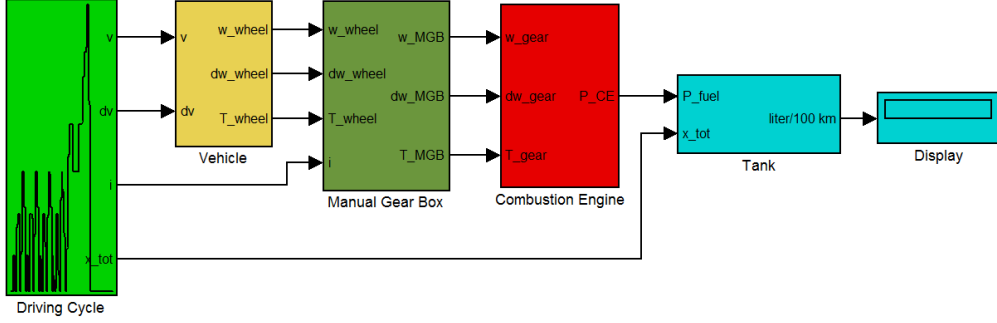 v
dv
i
x_tot
Driving Cycle
v
dv
w_wheel
dw_wheel
T_wheel
Vehicle
w_wheel
dw_wheel
T_wheel
i
w_MGB
dw_MGB
T_MGB
Manual Gear Box
w_gear
dw_gear
T_gear
P_CE
Combustion Engine
P_fuel
x_tot
liter/100 km
Tank
Display